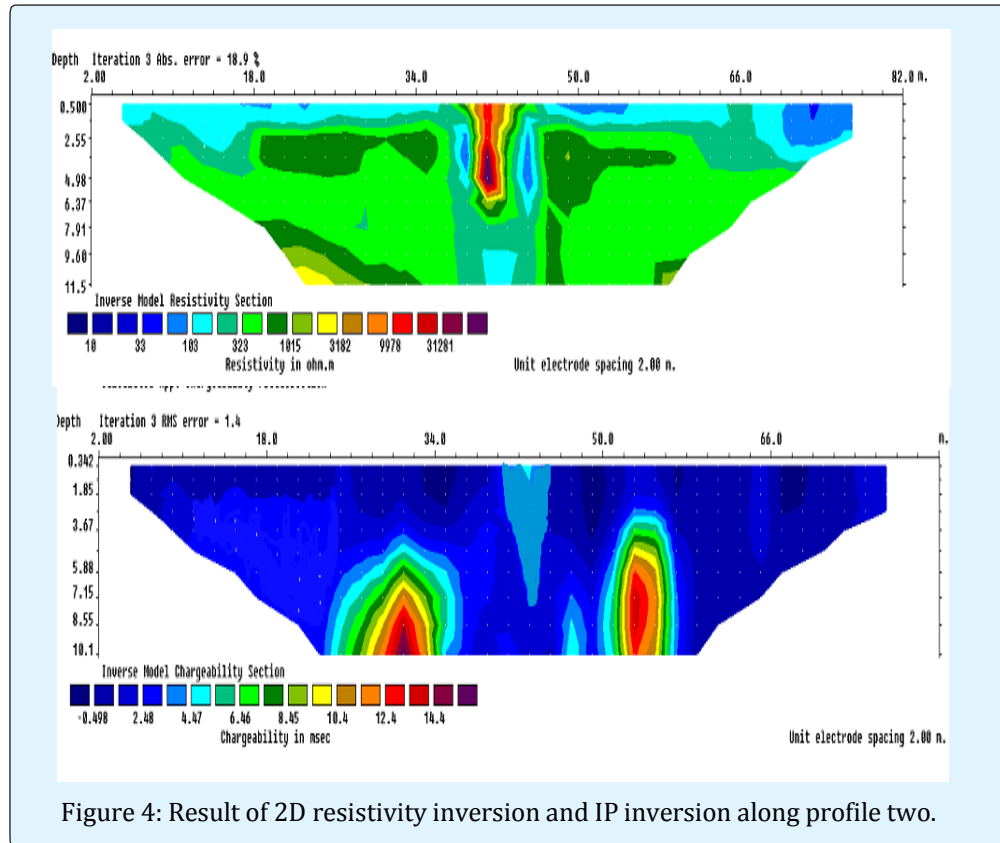 Depth Iteration 3 Abs. error = 18.9 %
2.00 18.0 34.0 50.0 66.0 82.0 m.
0.500
2.55
4.98
6.37
7.91
9.60
11.5
Inverse Model Resistivity Section
10 33 103 323 1015 3182 9978 31281
Resistivity in ohm.m Unit electrode spacing 2.00 m.
Depth Iteration 3 RMS error = 1.4
2.00 18.0 34.0 50.0 66.0 m.
0.342
1.85
3.67
5.88
7.15
8.55
10.1
Inverse Model Chargeability Section
-0.498 2.48 4.47 6.46 8.45 10.4 12.4 14.4
Chargeability in msec Unit electrode spacing 2.00 m.
Figure 4: Result of 2D resistivity inversion and IP inversion along profile two.